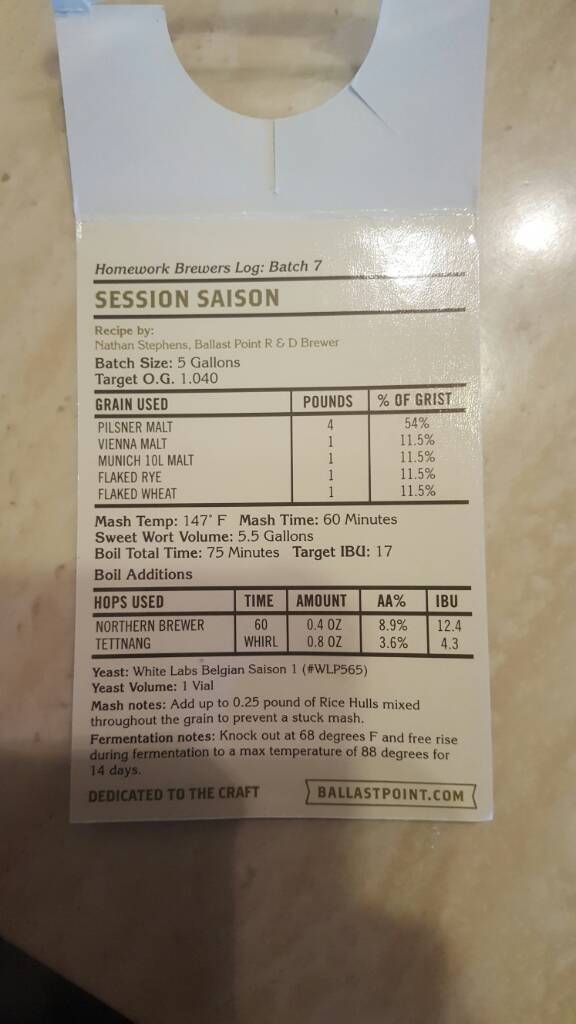 Homework Brewers Log: Batch 7
SESSION SAISON
Recipe by:
Nathan Stephens, Ballast Point R & D Brewer
Batch Size: 5 Gallons
Target O.G. 1.040
GRAIN USED POUNDS % OF GRIST
PILSNER MALT 4 54%
VIENNA MALT 1 11.5%
MUNICH 10L MALT 1 11.5%
FLAKED RYE 1 11.5%
FLAKED WHEAT 1 11.5%
Mash Temp: 147° F Mash Time: 60 Minutes
Sweet Wort Volume: 5.5 Gallons
Boil Total Time: 75 Minutes Target IBU: 17
Boil Additions
HOPS USED TIME AMOUNT AA% IBU
NORTHERN BREWER 60 0.4 OZ 8.9% 12.4
TETTNANG WHIRL 0.8 OZ 3.6% 4.3
Yeast: White Labs Belgian Saison 1 (#WLP565)
Yeast Volume: 1 Vial
Mash notes: Add up to 0.25 pound of Rice Hulls mixed
throughout the grain to prevent a stuck mash.
Fermentation notes: Knock out at 68 degrees F and free rise
during fermentation to a max temperature of 88 degrees for
14 days.
DEDICATED TO THE CRAFT BALLASTPOINT.COM